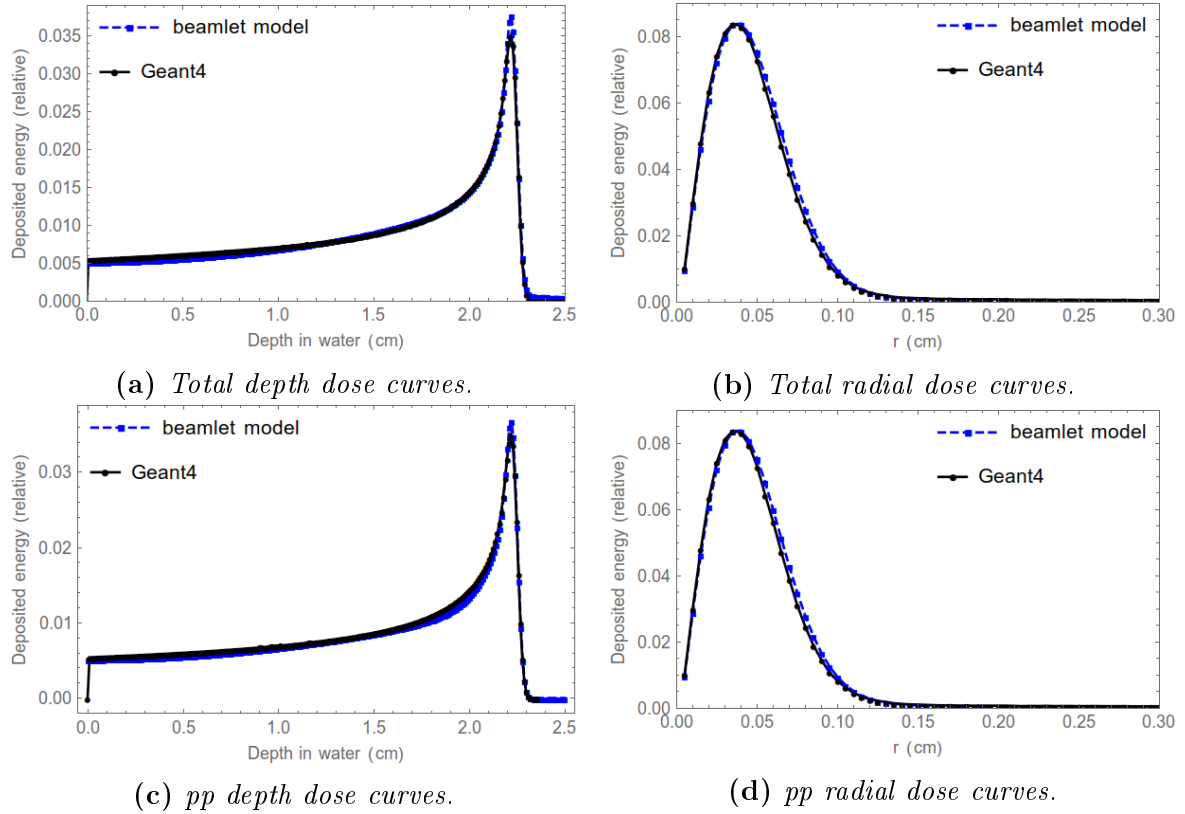 beamlet model
Geant4
Deposited energy (relative)
0.035
0.030
0.025
0.020
0.015
0.010
0.005
0.000
0.0 0.5 1.0 1.5 2.0 2.5
Depth in water (cm)
(a) Total depth dose curves.
beamlet model
Geant4
Deposited energy (relative)
0.08
0.06
0.04
0.02
0.00
0.00 0.05 0.10 0.15 0.20 0.25 0.30
r (cm)
(b) Total radial dose curves.
beamlet model
Geant4
Deposited energy (relative)
0.03
0.02
0.01
0.00
0.0 0.5 1.0 1.5 2.0 2.5
Depth in water (cm)
(c) pp depth dose curves.
beamlet model
Geant4
Deposited energy (relative)
0.08
0.06
0.04
0.02
0.00
0.00 0.05 0.10 0.15 0.20 0.25 0.30
r (cm)
(d) pp radial dose curves.